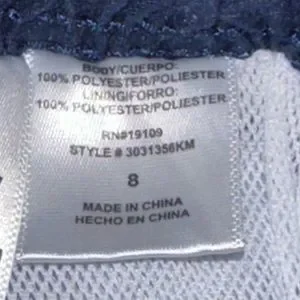 BODY/CUERPO:
100% POLYESTER/POLIESTER
LINING/FORRO:
100% POLYESTER/POLIESTER
RN#19109
STYLE # 3031356KM
8
MADE IN CHINA
HECHO EN CHINA